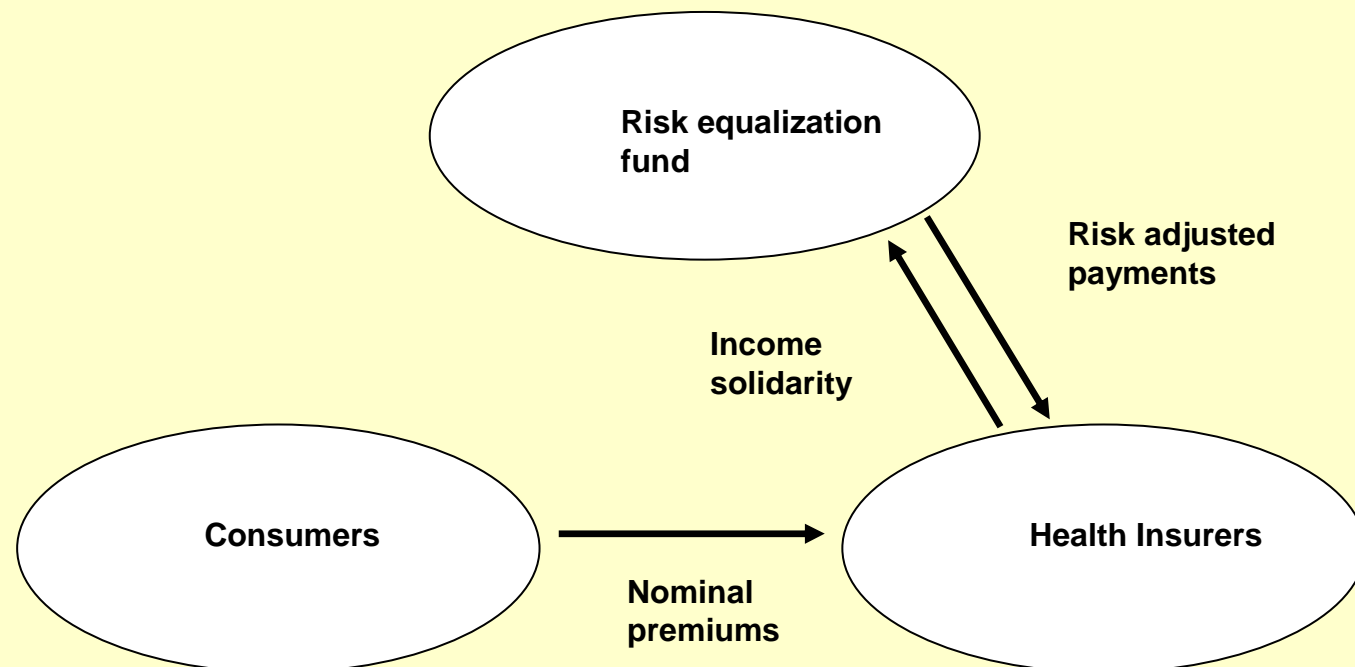 Risk equalization
fund
Risk adjusted
payments
Income
solidarity
Consumers
Health Insurers
Nominal
premiums